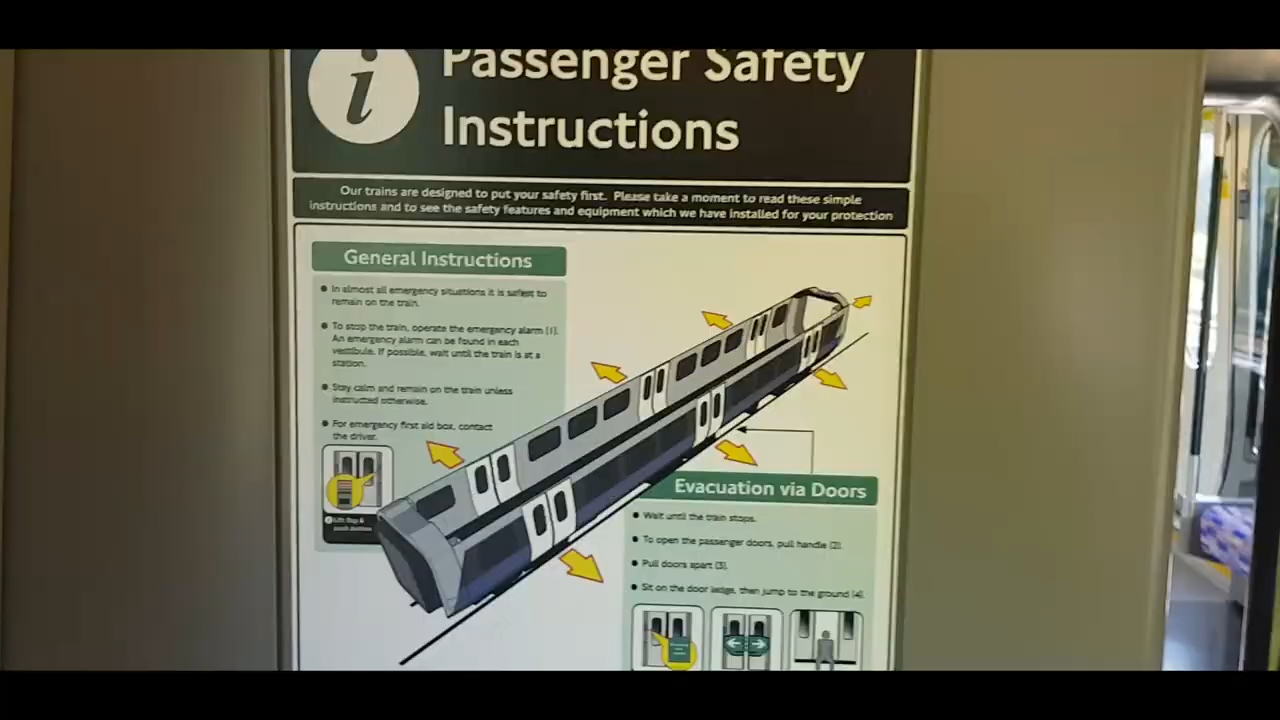 i
Passenger Safety
Instructions
Our trains are designed to put your safety first. Please take a moment to read these simple
instructions and to see the safety features and equipment which we have installed for your protection
General Instructions
● In almost all emergency situations it is safest to
remain on the train.
● To stop the train, operate the emergency alarm (1).
An emergency alarm can be found in each
vestibule. If possible, wait until the train is at a
station.
● Stay calm and remain on the train unless
instructed otherwise.
● For emergency first aid box, contact
the driver.
Lift flap &
push button
Evacuation via Doors
● Wait until the train stops.
● To open the passenger doors, pull handle (2).
● Pull doors apart (3).
● Sit on the door ledge, then jump to the ground (4).